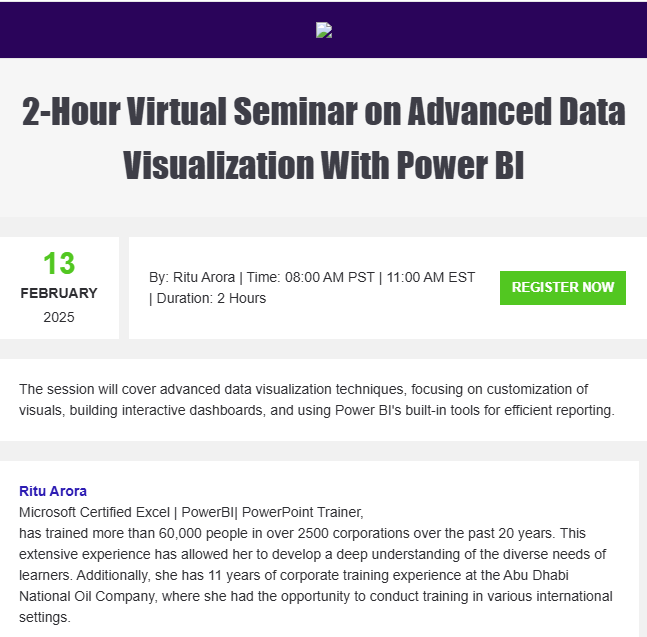 2-Hour Virtual Seminar on Advanced Data
Visualization With Power BI
13
FEBRUARY
2025
By: Ritu Arora | Time: 08:00 AM PST | 11:00 AM EST
| Duration: 2 Hours
REGISTER NOW
The session will cover advanced data visualization techniques, focusing on customization of
visuals, building interactive dashboards, and using Power BI's built-in tools for efficient reporting.
Ritu Arora
Microsoft Certified Excel | PowerBI| PowerPoint Trainer,
has trained more than 60,000 people in over 2500 corporations over the past 20 years. This
extensive experience has allowed her to develop a deep understanding of the diverse needs of
learners. Additionally, she has 11 years of corporate training experience at the Abu Dhabi
National Oil Company, where she had the opportunity to conduct training in various international
settings.